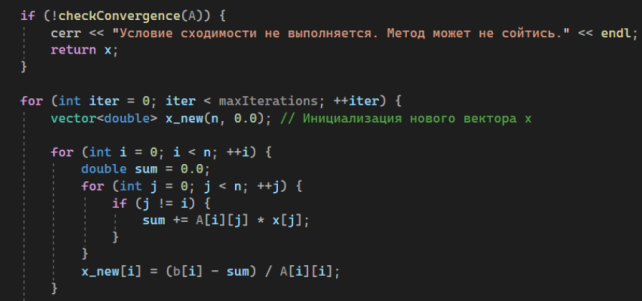 if (!checkConvergence(A)) {
cerr << "Условие сходимости не выполняется. Метод может не сойтись." << endl;
return x;
}
for (int iter = 0; iter < maxIterations; ++iter) {
vector<double> x_new(n, 0.0); // Инициализация нового вектора x
for (int i = 0; i < n; ++i) {
double sum = 0.0;
for (int j = 0; j < n; ++j) {
if (j != i) {
sum += A[i][j] * x[j];
}
}
x_new[i] = (b[i] - sum) / A[i][i];
}